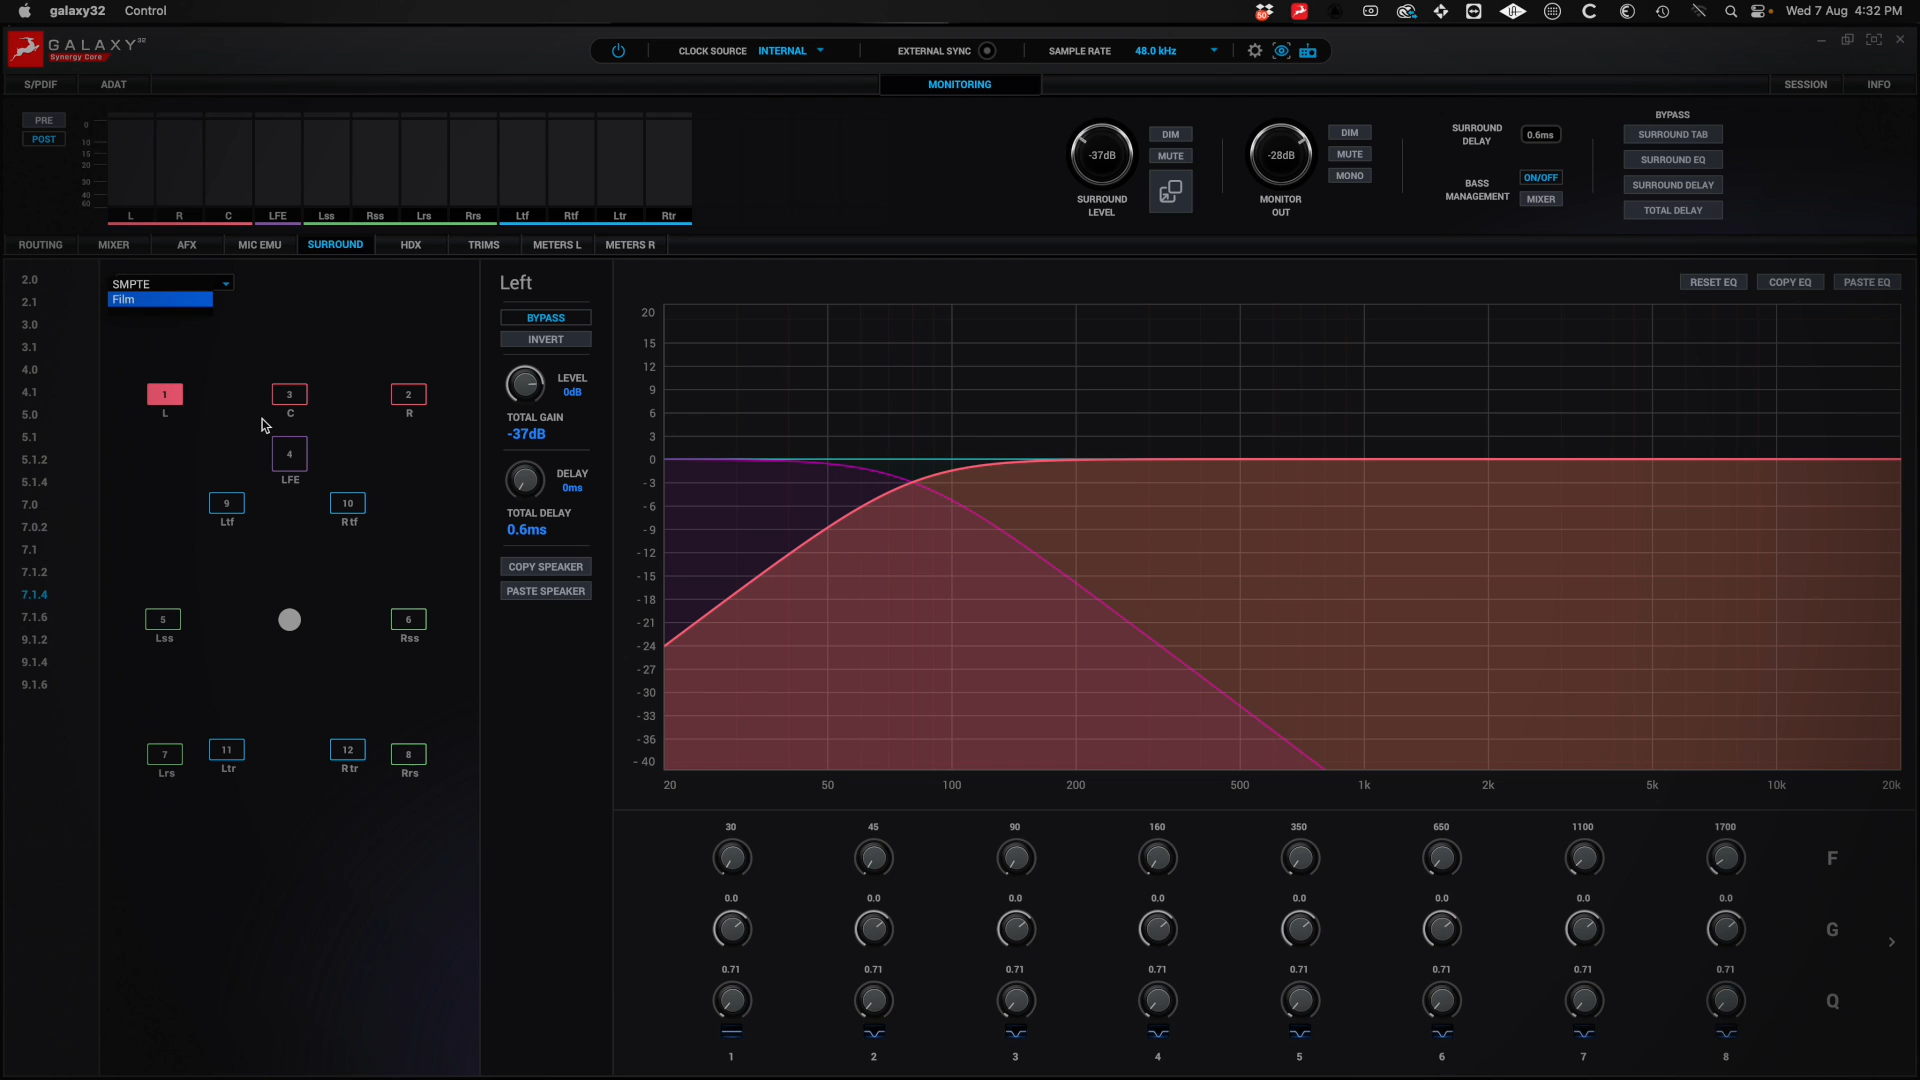 galaxy32 Control
60
Wed 7 Aug 4:32 PM
GALAXY32
Synergy Core
CLOCK SOURCE INTERNAL EXTERNAL SYNC SAMPLE RATE 48.0 kHz
S/PDIF ADAT MONITORING SESSION INFO
PRE
POST
0
10
15
20
30
40
60
L R C LFE Lss Rss Lrs Rrs Ltf Rtf Ltr Rtr
-37dB
SURROUND
LEVEL
DIM
MUTE
-28dB
MONITOR
OUT
DIM
MUTE
MONO
SURROUND
DELAY
0.6ms
BASS
MANAGEMENT
ON/OFF
MIXER
BYPASS
SURROUND TAB
SURROUND EQ
SURROUND DELAY
TOTAL DELAY
ROUTING MIXER AFX MIC EMU SURROUND HDX TRIMS METERS L METERS R
2.0
2.1
3.0
3.1
4.0
4.1
5.0
5.1
5.1.2
5.1.4
7.0
7.0.2
7.1
7.1.2
7.1.4
7.1.6
9.1.2
9.1.4
9.1.6
SMPTE
Film
1 3 2
L C R
4
LFE
9 10
Ltf Rtf
5 6
Lss Rss
7 11 12 8
Lrs Ltr Rtr Rrs
Left
BYPASS
INVERT
LEVEL
0dB
TOTAL GAIN
-37dB
DELAY
0ms
TOTAL DELAY
0.6ms
COPY SPEAKER
PASTE SPEAKER
RESET EQ COPY EQ PASTE EQ
20
15
12
9
6
3
0
- 3
- 6
- 9
- 12
- 15
- 18
- 21
- 24
- 27
- 30
- 33
- 36
- 40
20 50 100 200 500 1k 2k 5k 10k 20k
30 45 90 160 350 650 1100 1700
F
0.0 0.0 0.0 0.0 0.0 0.0 0.0 0.0
G
0.71 0.71 0.71 0.71 0.71 0.71 0.71 0.71
Q
1 2 3 4 5 6 7 8